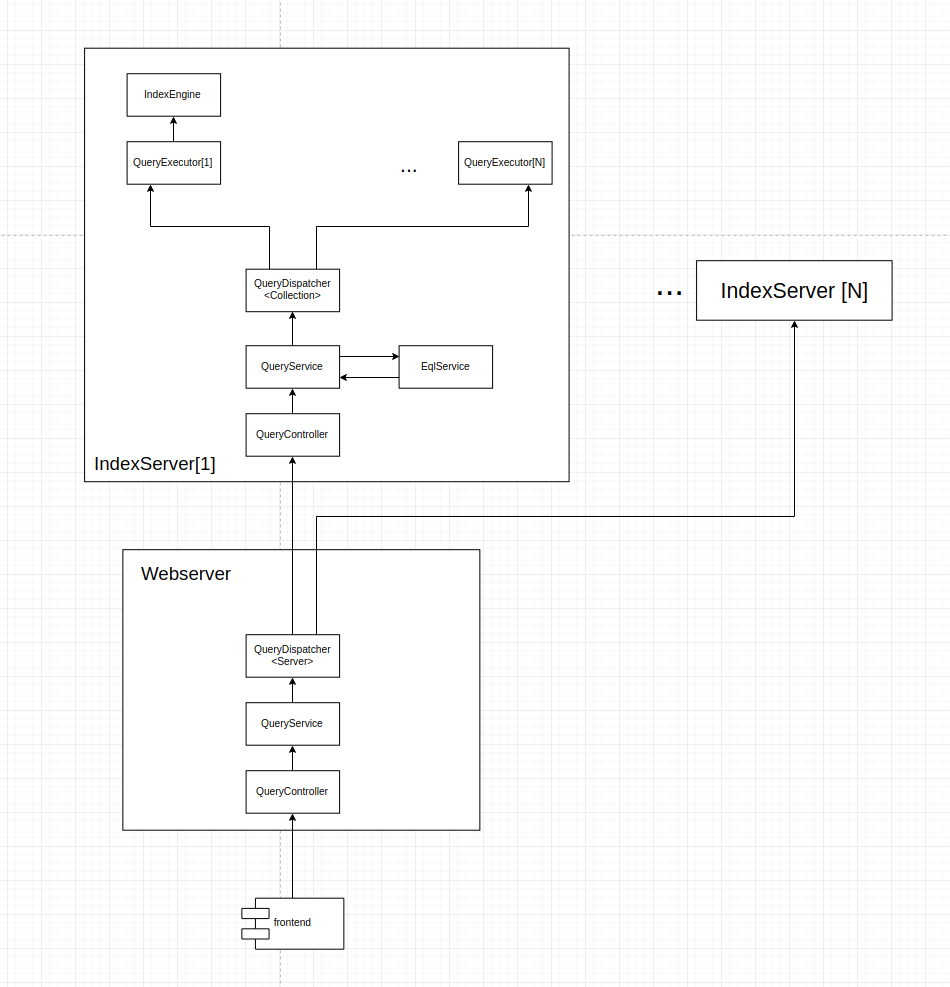 IndexEngine
QueryExecutor[1]
...
QueryExecutor[N]
QueryDispatcher
<Collection>
...
IndexServer [N]
QueryService
EqlService
QueryController
IndexServer[1]
Webserver
QueryDispatcher
<Server>
QueryService
QueryController
frontend